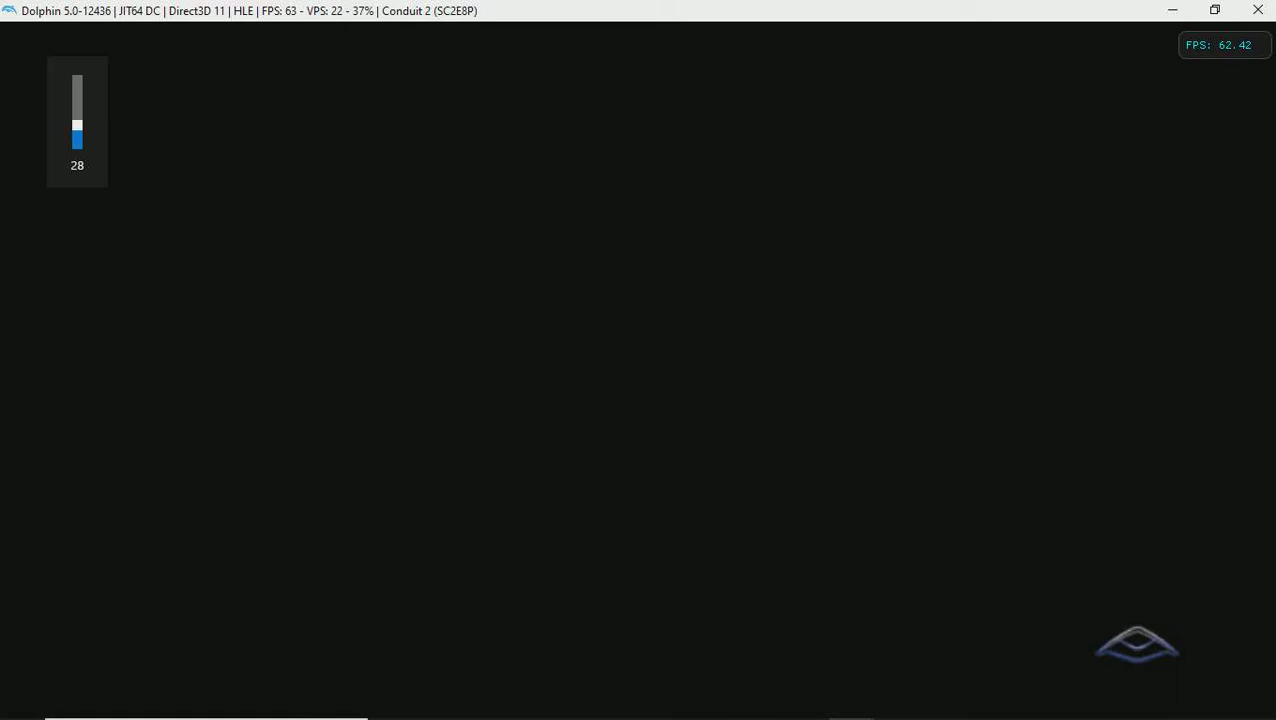 Dolphin 5.0-12436 | JIT64 DC | Direct3D 11 | HLE | FPS: 63 - VPS: 22 - 37% | Conduit 2 (SC2E8P)
FPS: 62.42
28